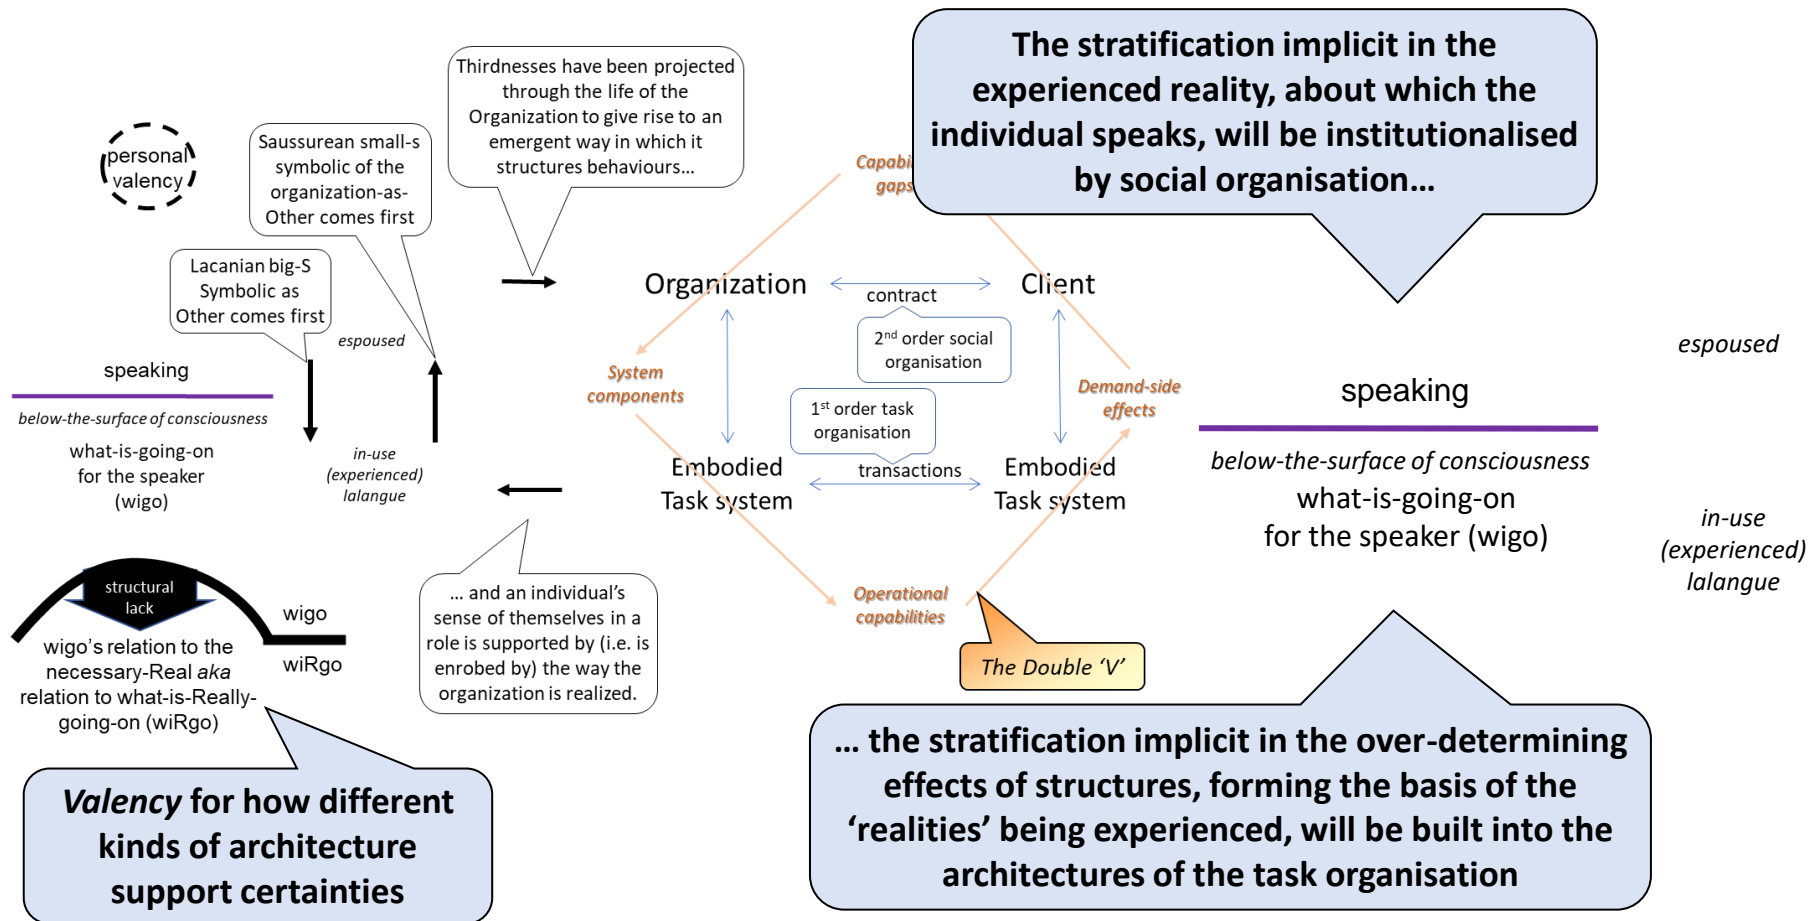 personal
valency
Saussurean small-s
symbolic of the
organization-as-
Other comes first
Thirdnesses have been projected
through the life of the
Organization to give rise to an
emergent way in which it
structures behaviours…
The stratification implicit in the
experienced reality, about which the
individual speaks, will be institutionalised
by social organisation…
Lacanian big-S
Symbolic as
Other comes first
espoused
speaking
below-the-surface of consciousness
what-is-going-on
for the speaker
(wigo)
in-use
(experienced)
lalangue
structural
lack
wigo
wiRgo
wigo’s relation to the
necessary-Real aka
relation to what-is-Really-
going-on (wiRgo)
Valency for how different
kinds of architecture
support certainties
… and an individual’s
sense of themselves in a
role is supported by (i.e. is
enrobed by) the way the
organization is realized.
gaps
Organization
contract
Client
2nd order social
organisation
System
components
Demand-side
effects
1st order task
organisation
Embodied
Task system
transactions
Embodied
Task system
Operational
capabilities
The Double ‘V’
speaking
below-the-surface of consciousness
what-is-going-on
for the speaker (wigo)
espoused
in-use
(experienced)
lalangue
… the stratification implicit in the over-determining
effects of structures, forming the basis of the
‘realities’ being experienced, will be built into the
architectures of the task organisation